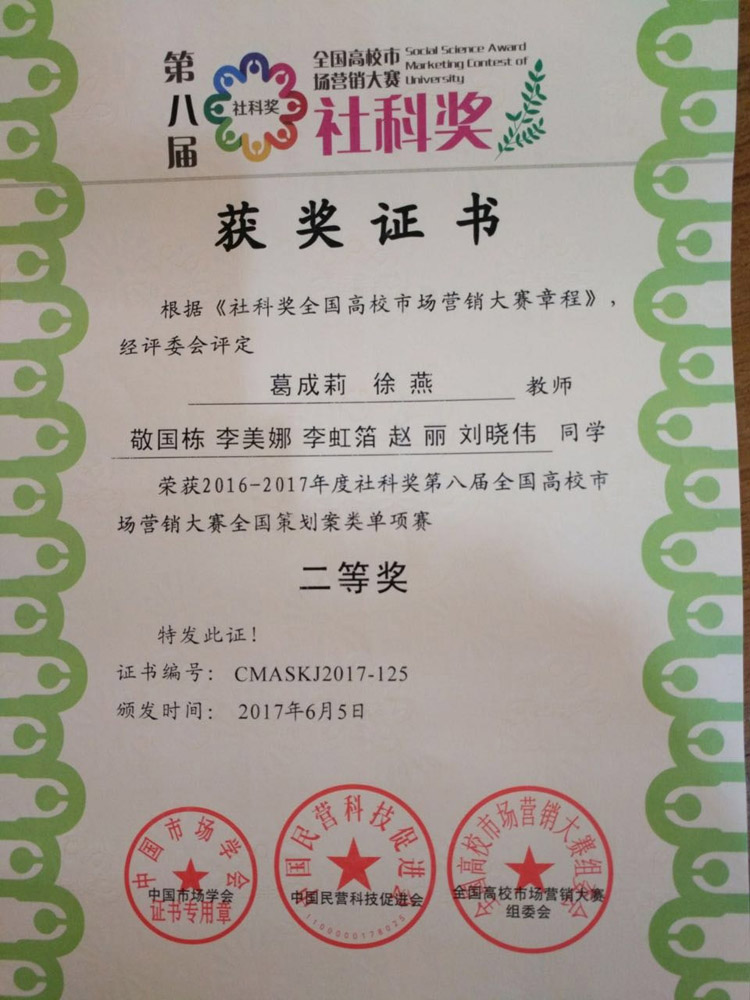 第八届
社科奖
全国高校市
场营销大赛
Social Science Award
Marketing Contest of
University
社科奖
获奖证书
根据《社科奖全国高校市场营销大赛章程》，
经评委会评定
葛成莉 徐燕 教师
敬国栋 李美娜 李虹箔 赵丽 刘晓伟 同学
荣获2016-2017年度社科奖第八届全国高校市
场营销大赛全国策划案类单项赛
二等奖
特发此证！
证书编号： CMASKJ2017-125
颁发时间： 2017年6月5日
中国市场学会
中国市场学会
证书专用章
中国民营科技促进会
中国民营科技促进会
全国高校市场营销大赛组委会
全国高校市场营销大赛
组委会